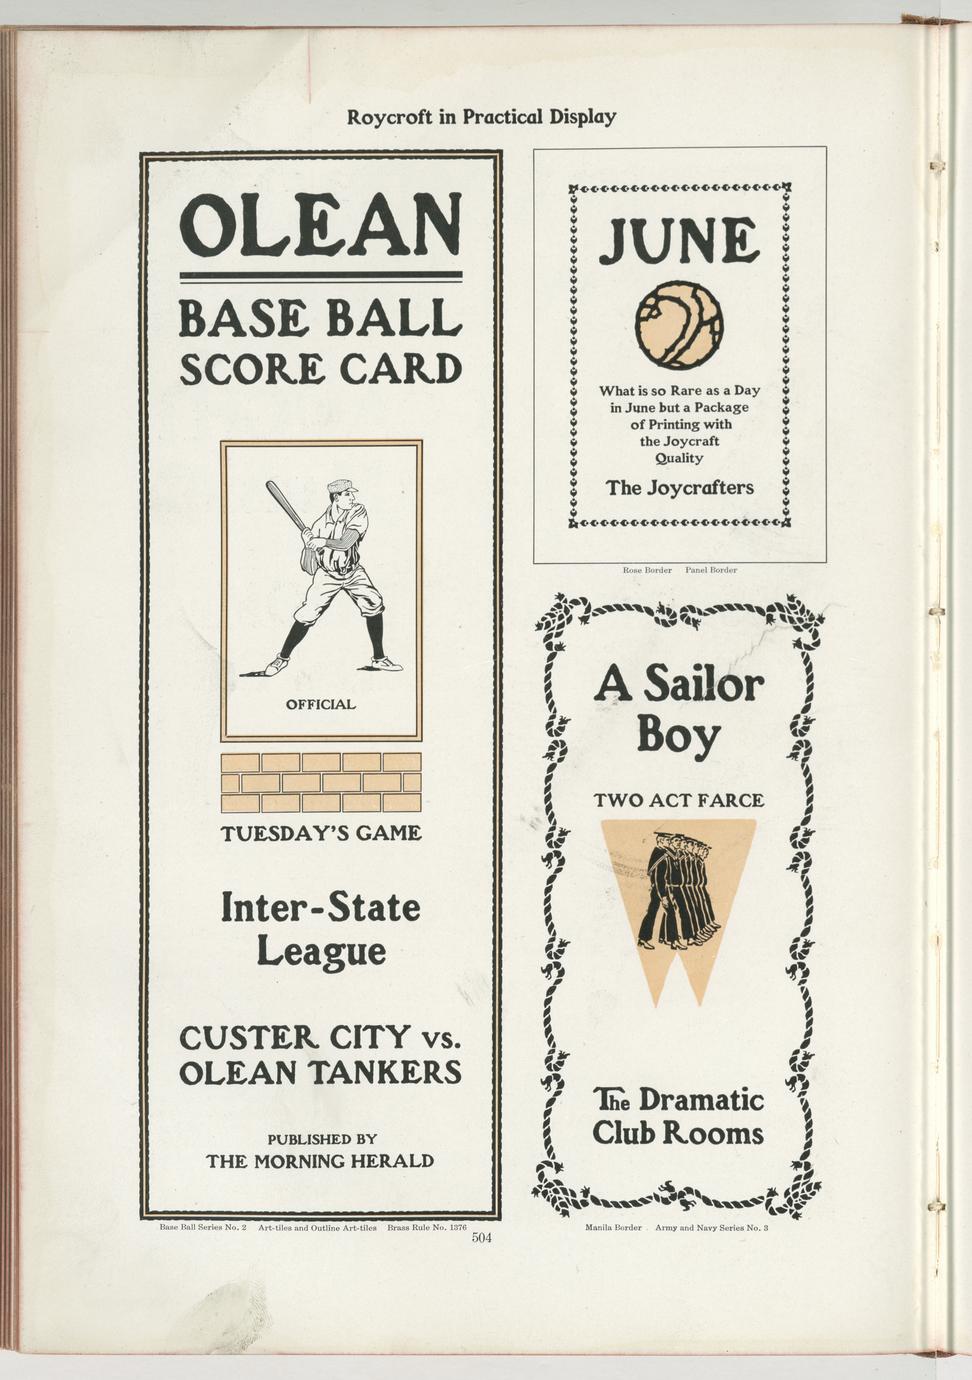 Roycroft in Practical Display
OLEAN
BASE BALL
SCORE CARD
OFFICIAL
TUESDAY'S GAME
Inter-State
League
CUSTER CITY vs.
OLEAN TANKERS
PUBLISHED BY
THE MORNING HERALD
Base Ball Series No. 2 Art-tiles and Outline Art-tiles Brass Rule No. 1376
JUNE
What is so Rare as a Day
in June but a Package
of Printing with
the Joycraft
Quality
The Joycrafters
Rose Border Panel Border
A Sailor
Boy
TWO ACT FARCE
The Dramatic
Club Rooms
Manila Border Army and Navy Series No. 3
504